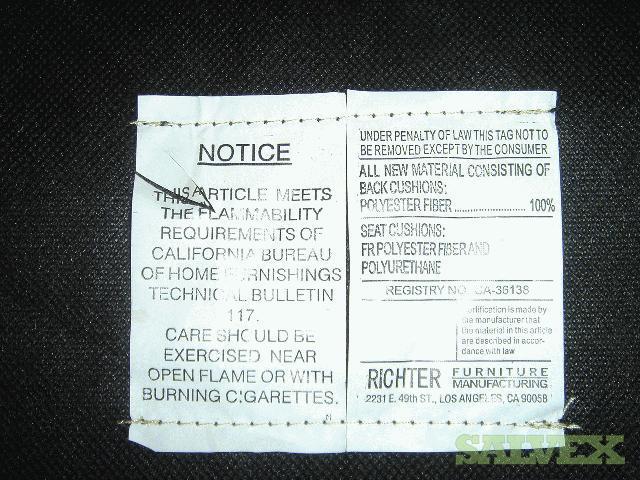 NOTICE
THIS ARTICLE MEETS
THE FLAMMABILITY
REQUIREMENTS OF
CALIFORNIA BUREAU
OF HOME FURNISHINGS
TECHNICAL BULLETIN
117.
CARE SHOULD BE
EXERCISED NEAR
OPEN FLAME OR WITH
BURNING CIGARETTES.
UNDER PENALTY OF LAW THIS TAG NOT TO
BE REMOVED EXCEPT BY THE CONSUMER
ALL NEW MATERIAL CONSISTING OF
BACK CUSHIONS:
POLYESTER FIBER ........................ 100%
SEAT CUSHIONS:
FR POLYESTER FIBER AND
POLYURETHANE
REGISTRY NO. CA-36138
Certification is made by
the manufacturer that
the material in this article
are described in accor-
dance with law
RICHTER FURNITURE
MANUFACTURING
2231 E. 49th ST., LOS ANGELES, CA 90058
SALVEX